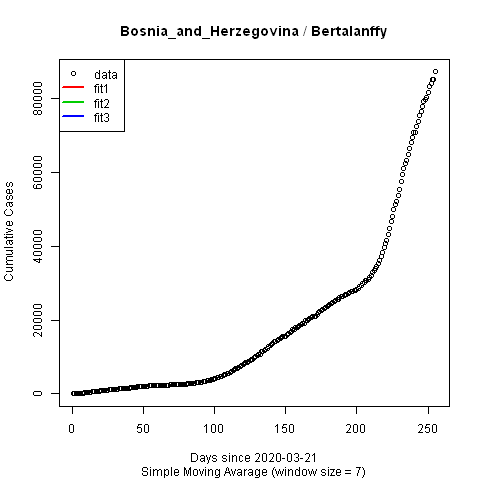 Bosnia_and_Herzegovina / Bertalanffy
data
fit1
fit2
fit3
Cumulative Cases
80000
60000
40000
20000
0
0 50 100 150 200 250
Days since 2020-03-21
Simple Moving Avarage (window size = 7)